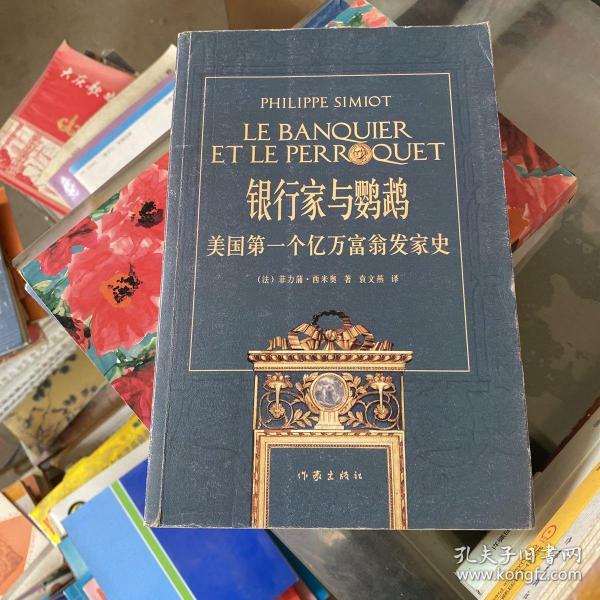 PHILIPPE SIMIOT
LE BANQUIER
ET LE PERROQUET
银行家与鹦鹉
美国第一个亿万富翁发家史
(法)菲力蒲·西米奥 著 袁文燕 译
作家出版社
孔夫子旧书网
www.kongfz.com